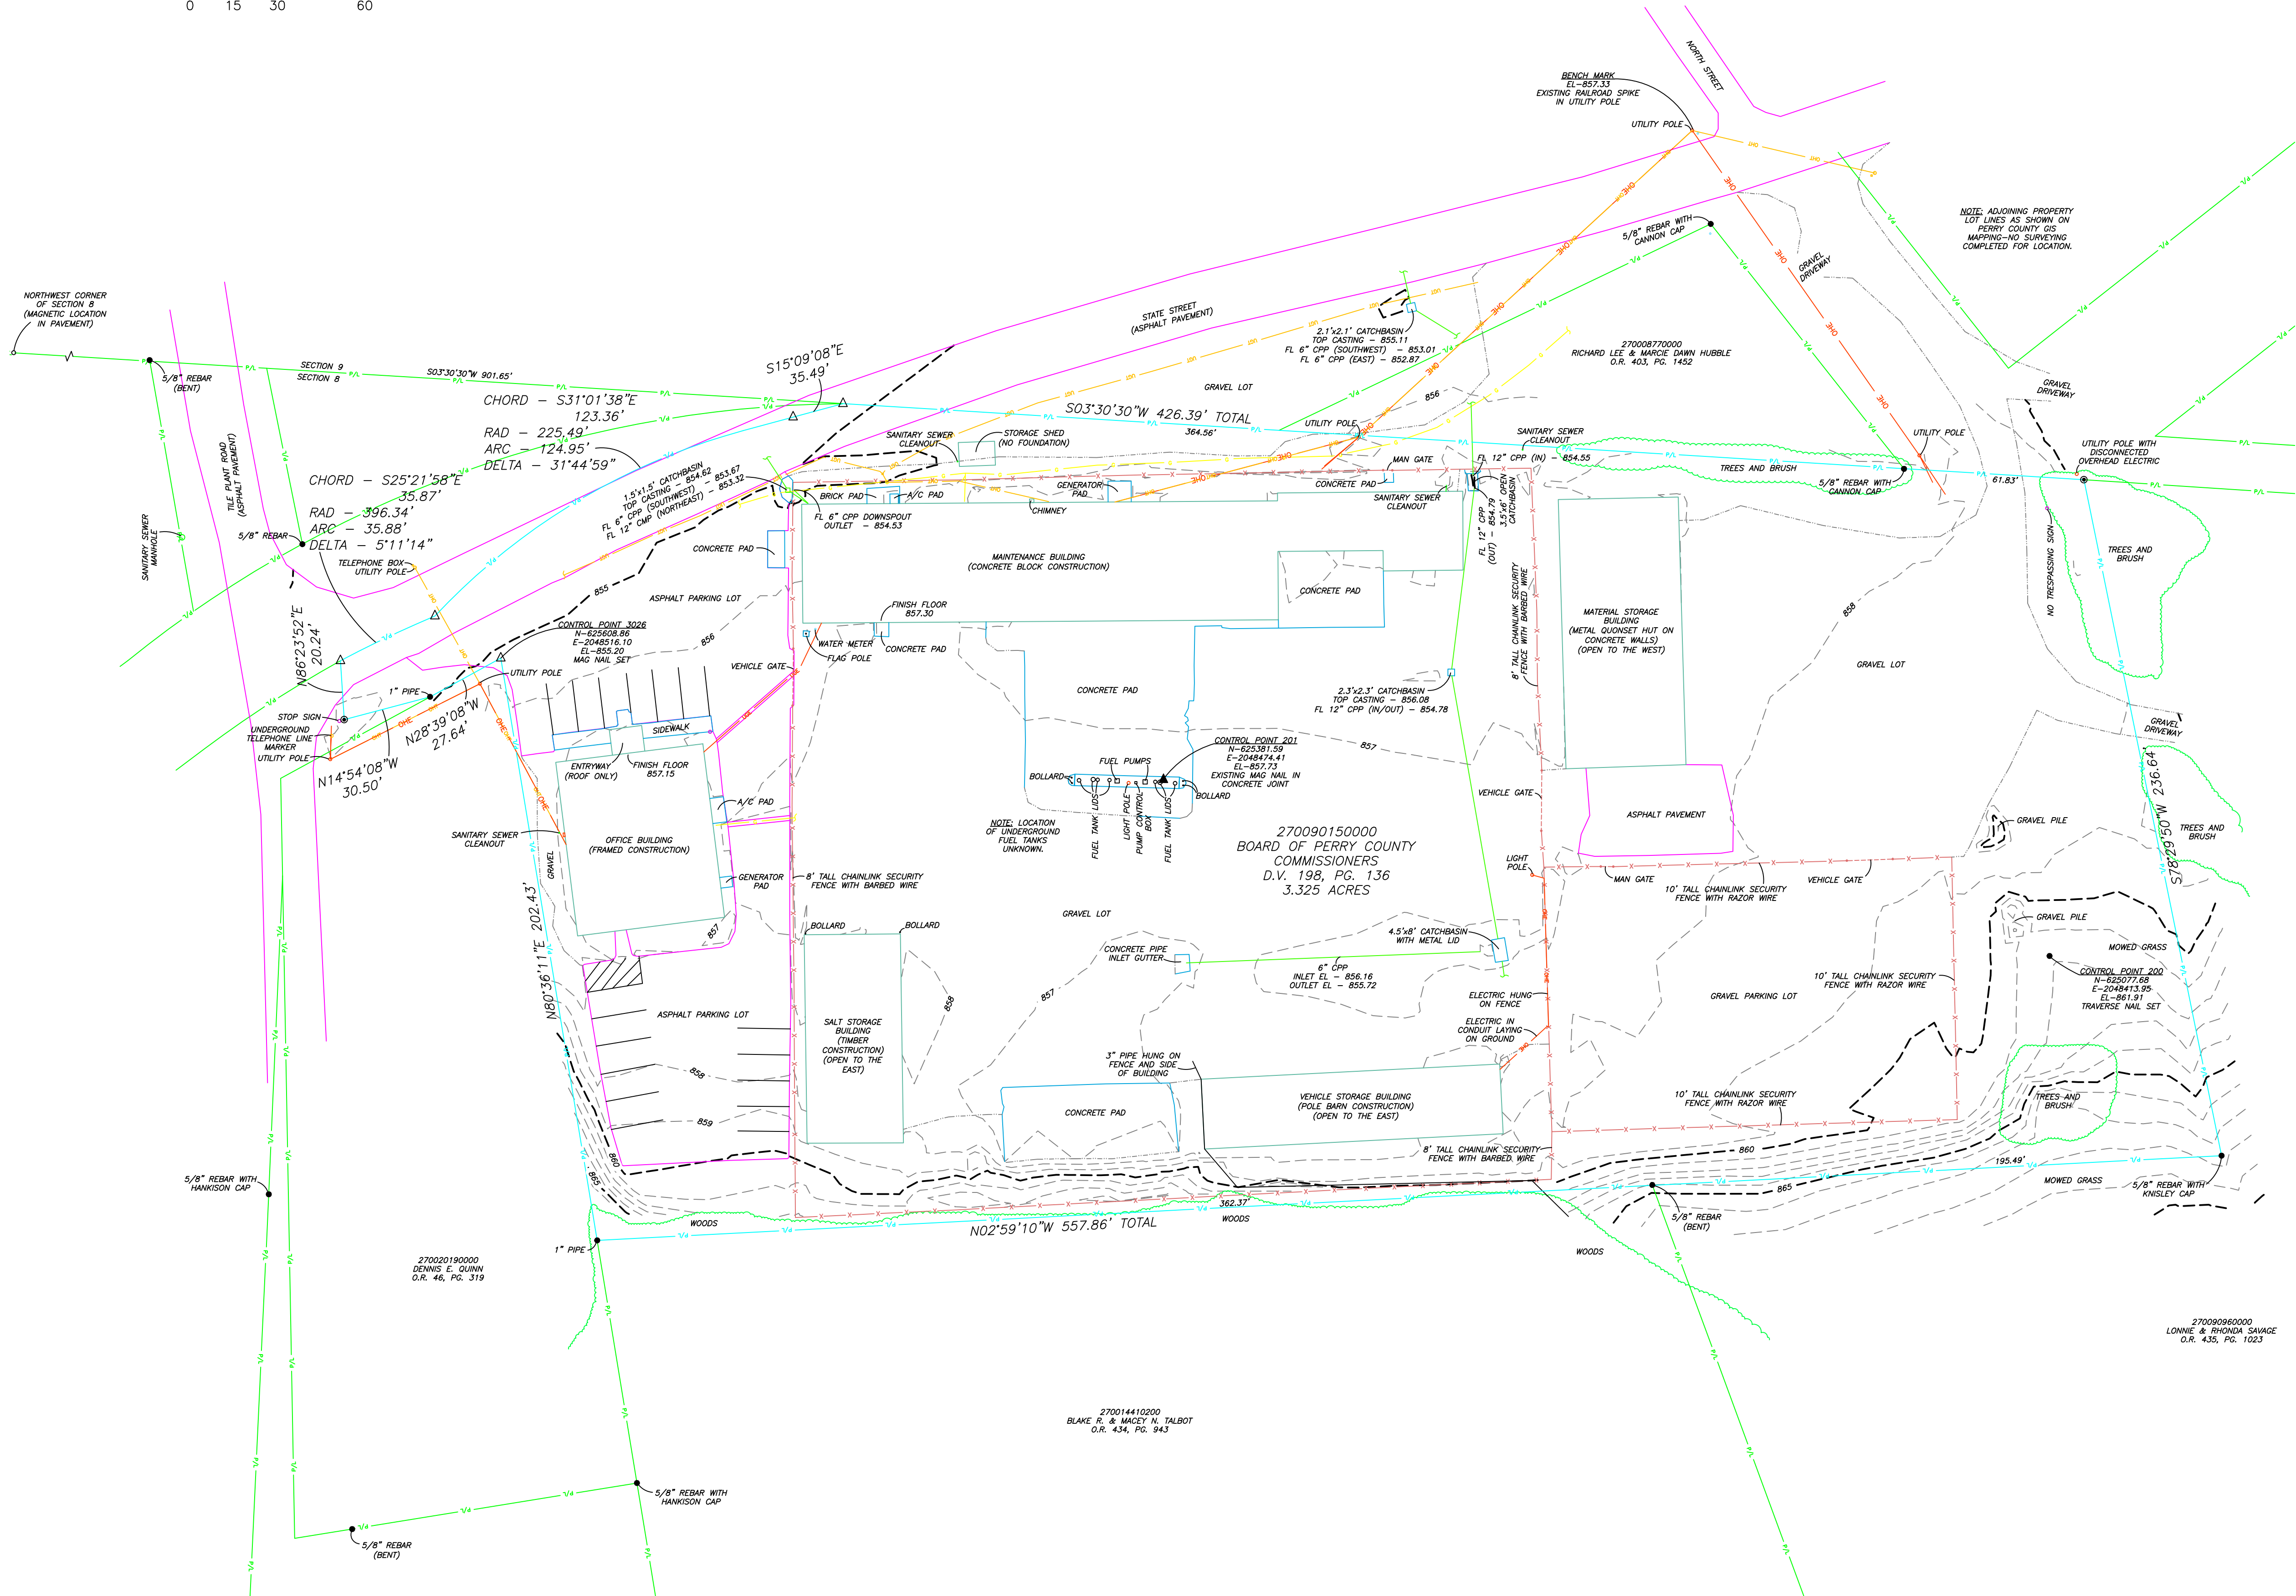 0 15 30 60
NORTH STREET
BENCH MARK
EL-857.33
EXISTING RAILROAD SPIKE
IN UTILITY POLE
UTILITY POLE
NOTE: ADJOINING PROPERTY
LOT LINES AS SHOWN ON
PERRY COUNTY GIS
MAPPING-NO SURVEYING
COMPLETED FOR LOCATION.
5/8" REBAR WITH
CANNON CAP
GRAVEL
DRIVEWAY
NORTHWEST CORNER
OF SECTION 8
(MAGNETIC LOCATION
IN PAVEMENT)
5/8" REBAR
(BENT)
SECTION 9
SECTION 8
S03°30'30"W 901.65'
STATE STREET
(ASPHALT PAVEMENT)
2.1'x2.1' CATCHBASIN
TOP CASTING - 855.11
FL 6" CPP (SOUTHWEST) - 853.01
FL 6" CPP (EAST) - 852.87
270008770000
RICHARD LEE & MARCIE DAWN HUBBLE
O.R. 403, PG. 1452
S15°09'08"E
35.49'
CHORD - S31°01'38"E
123.36'
RAD - 225.49'
ARC - 124.95'
DELTA - 31°44'59"
GRAVEL LOT
856
S03°30'30"W 426.39' TOTAL
364.56'
UTILITY POLE
GRAVEL
DRIVEWAY
SANITARY SEWER
CLEANOUT
STORAGE SHED
(NO FOUNDATION)
SANITARY SEWER
CLEANOUT
UTILITY POLE
UTILITY POLE WITH
DISCONNECTED
OVERHEAD ELECTRIC
61.83'
TILE PLANT ROAD
(ASPHALT PAVEMENT)
CHORD - S25°21'58"E
35.87'
RAD - 396.34'
ARC - 35.88'
DELTA - 5°11'14"
1.5'x1.5' CATCHBASIN
TOP CASTING - 854.62
FL 6" CPP (SOUTHWEST) - 853.67
FL 12" CMP (NORTHEAST) - 853.32
BRICK PAD
A/C PAD
GENERATOR
PAD
CHIMNEY
MAN GATE
CONCRETE PAD
SANITARY SEWER
CLEANOUT
FL 12" CPP (IN) - 854.55
FL 12" CPP
(OUT) - 854.79
3.5'x6' OPEN
CATCHBASIN
TREES AND BRUSH
5/8" REBAR WITH
CANNON CAP
NO TRESPASSING SIGN
TREES AND
BRUSH
FL 6" CPP DOWNSPOUT
OUTLET - 854.53
SANITARY SEWER
MANHOLE
5/8" REBAR
TELEPHONE BOX
UTILITY POLE
CONCRETE PAD
MAINTENANCE BUILDING
(CONCRETE BLOCK CONSTRUCTION)
CONCRETE PAD
8' TALL CHAINLINK SECURITY
FENCE WITH BARBED WIRE
MATERIAL STORAGE
BUILDING
(METAL QUONSET HUT ON
CONCRETE WALLS)
(OPEN TO THE WEST)
858
GRAVEL LOT
855
ASPHALT PARKING LOT
856
FINISH FLOOR
857.30
WATER METER
CONCRETE PAD
FLAG POLE
VEHICLE GATE
CONTROL POINT 3026
N-625608.86
E-2048516.10
EL-855.20
MAG NAIL SET
N86°23'52"E
20.24'
1" PIPE
UTILITY POLE
STOP SIGN
UNDERGROUND
TELEPHONE LINE
MARKER
UTILITY POLE
N28°39'08"W
27.64'
N14°54'08"W
30.50'
SIDEWALK
ENTRYWAY
(ROOF ONLY)
FINISH FLOOR
857.15
CONCRETE PAD
2.3'x2.3' CATCHBASIN
TOP CASTING - 856.08
FL 12" CPP (IN/OUT) - 854.78
857
CONTROL POINT 201
N-625381.59
E-2048474.41
EL-857.73
EXISTING MAG NAIL IN
CONCRETE JOINT
FUEL PUMPS
BOLLARD
BOLLARD
FUEL TANK LIDS
LIGHT POLE
PUMP CONTROL
BOX
FUEL TANK LIDS
NOTE: LOCATION
OF UNDERGROUND
FUEL TANKS
UNKNOWN.
VEHICLE GATE
GRAVEL
DRIVEWAY
S78°29'50"W 236.64'
ASPHALT PAVEMENT
GRAVEL PILE
TREES AND
BRUSH
A/C PAD
SANITARY SEWER
CLEANOUT
OFFICE BUILDING
(FRAMED CONSTRUCTION)
GRAVEL
GENERATOR
PAD
8' TALL CHAINLINK SECURITY
FENCE WITH BARBED WIRE
270090150000
BOARD OF PERRY COUNTY
COMMISSIONERS
D.V. 198, PG. 136
3.325 ACRES
LIGHT
POLE
MAN GATE
10' TALL CHAINLINK SECURITY
FENCE WITH RAZOR WIRE
VEHICLE GATE
N80°36'11"E 202.43'
857
BOLLARD
BOLLARD
GRAVEL LOT
4.5'x8' CATCHBASIN
WITH METAL LID
CONCRETE PIPE
INLET GUTTER
6" CPP
INLET EL - 856.16
OUTLET EL - 855.72
GRAVEL PILE
MOWED GRASS
CONTROL POINT 200
N-625077.68
E-2048413.95
EL-861.91
TRAVERSE NAIL SET
10' TALL CHAINLINK SECURITY
FENCE WITH RAZOR WIRE
GRAVEL PARKING LOT
ELECTRIC HUNG
ON FENCE
ELECTRIC IN
CONDUIT LAYING
ON GROUND
858
857
ASPHALT PARKING LOT
SALT STORAGE
BUILDING
(TIMBER
CONSTRUCTION)
(OPEN TO THE
EAST)
858
859
860
865
3" PIPE HUNG ON
FENCE AND SIDE
OF BUILDING
CONCRETE PAD
VEHICLE STORAGE BUILDING
(POLE BARN CONSTRUCTION)
(OPEN TO THE EAST)
10' TALL CHAINLINK SECURITY
FENCE WITH RAZOR WIRE
TREES AND
BRUSH
8' TALL CHAINLINK SECURITY
FENCE WITH BARBED WIRE
860
865
195.49'
MOWED GRASS
5/8" REBAR WITH
KNISLEY CAP
5/8" REBAR WITH
HANKISON CAP
WOODS
362.37'
N02°59'10"W 557.86' TOTAL
WOODS
5/8" REBAR
(BENT)
WOODS
1" PIPE
270020190000
DENNIS E. QUINN
O.R. 46, PG. 319
270090960000
LONNIE & RHONDA SAVAGE
O.R. 435, PG. 1023
270014410200
BLAKE R. & MACEY N. TALBOT
O.R. 434, PG. 943
5/8" REBAR WITH
HANKISON CAP
5/8" REBAR
(BENT)